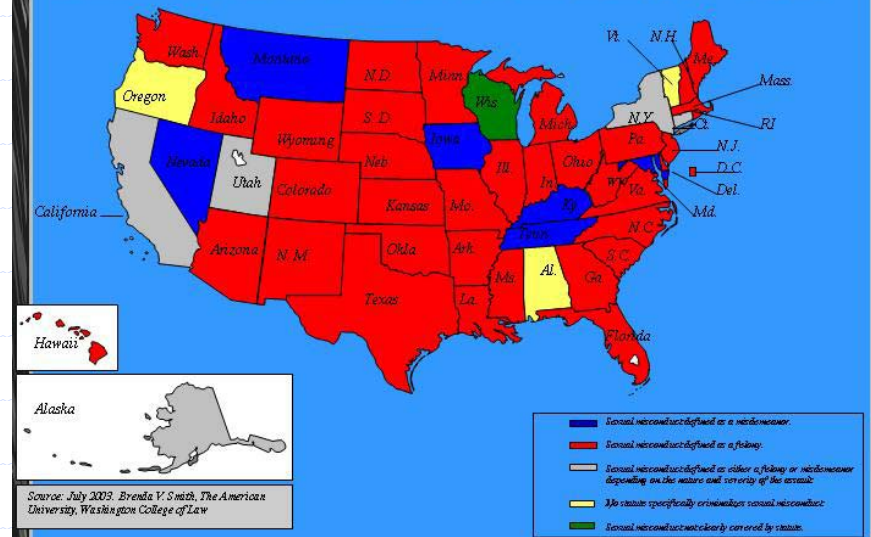 Vt.
N.H.
Wash.
Montana
N.D.
Minn.
Me.
Oregon
Idaho
Wis.
Mass.
S.D.
N.Y.
Ct.
RI
Wyoming
Mich.
Pa.
N.J.
Nevada
Iowa
Neb.
Ill.
In.
Ohio
D.C.
Utah
Colorado
WV.
Va.
Del.
California
Kansas
Mo.
Ky.
Md.
N.C.
Tenn.
Arizona
N.M.
Okla.
Ark.
S.C.
Ms.
Al.
Ga.
Texas
La.
Florida
Hawaii
Alaska
Sexual misconduct defined as a misdemeanor.
Sexual misconduct defined as a felony.
Sexual misconduct defined as either a felony or misdemeanor
depending on the nature and severity of the assault
No statute specifically criminalizes sexual misconduct
Sexual misconduct not clearly covered by statute.
Source: July 2003. Brenda V. Smith, The American
University, Washington College of Law